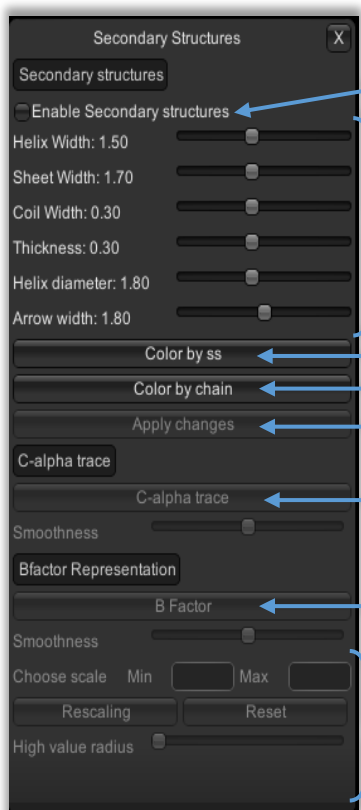 Secondary Structures X
Secondary structures
Enable Secondary structures
Helix Width: 1.50
Sheet Width: 1.70
Coil Width: 0.30
Thickness: 0.30
Helix diameter: 1.80
Arrow width: 1.80
Color by ss
Color by chain
Apply changes
C-alpha trace
C-alpha trace
Smoothness
Bfactor Representation
B Factor
Smoothness
Choose scale Min Max
Rescaling Reset
High value radius